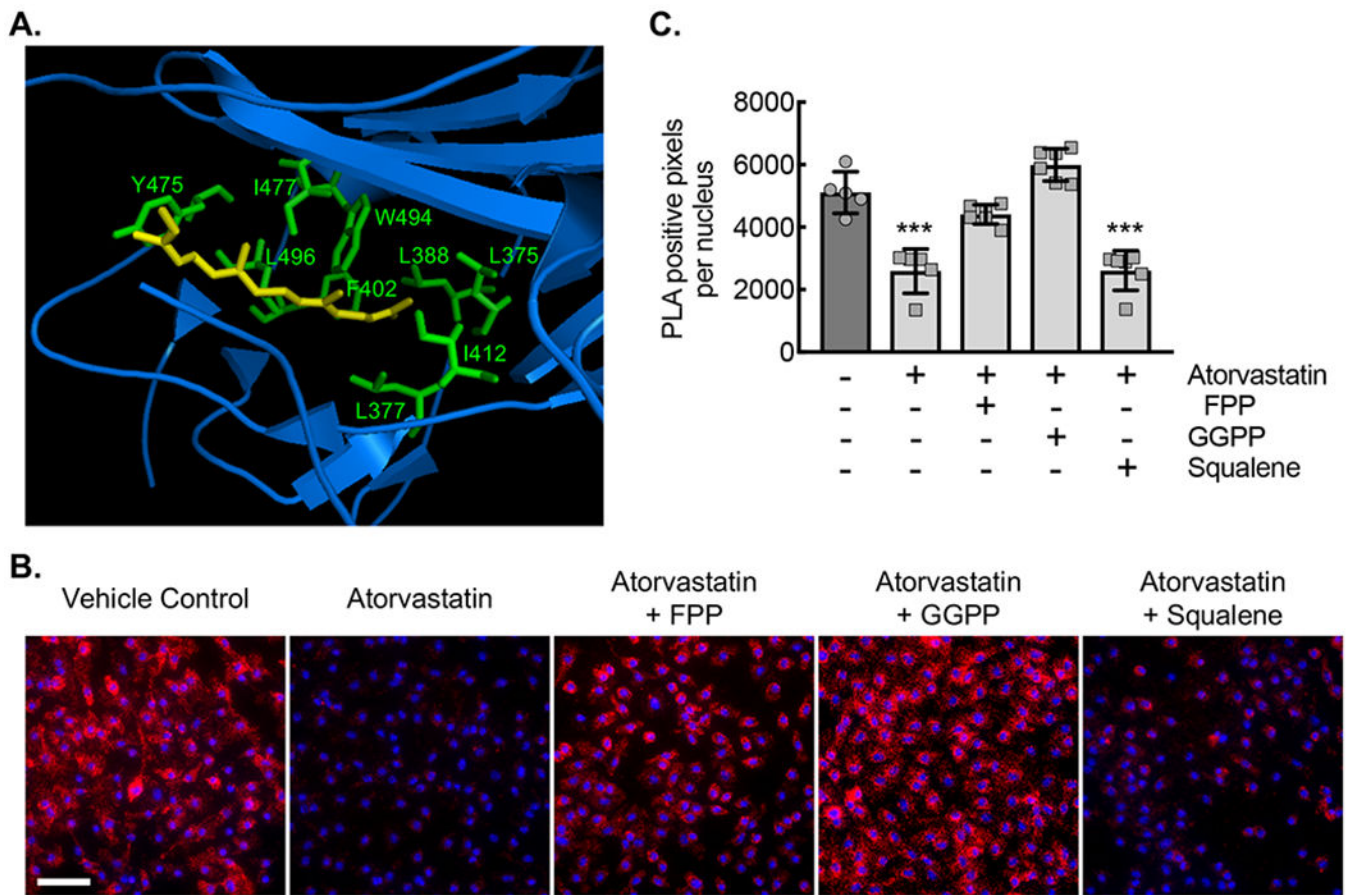 A.
Y475
I477
W494
L496
L388
L375
F402
I412
L377
C.
PLA positive pixels
per nucleus
8000
6000
4000
2000
0
***
***
- + + + + Atorvastatin
- - + - - FPP
- - - + - GGPP
- - - - + Squalene
B.
Vehicle Control
Atorvastatin
Atorvastatin
+ FPP
Atorvastatin
+ GGPP
Atorvastatin
+ Squalene